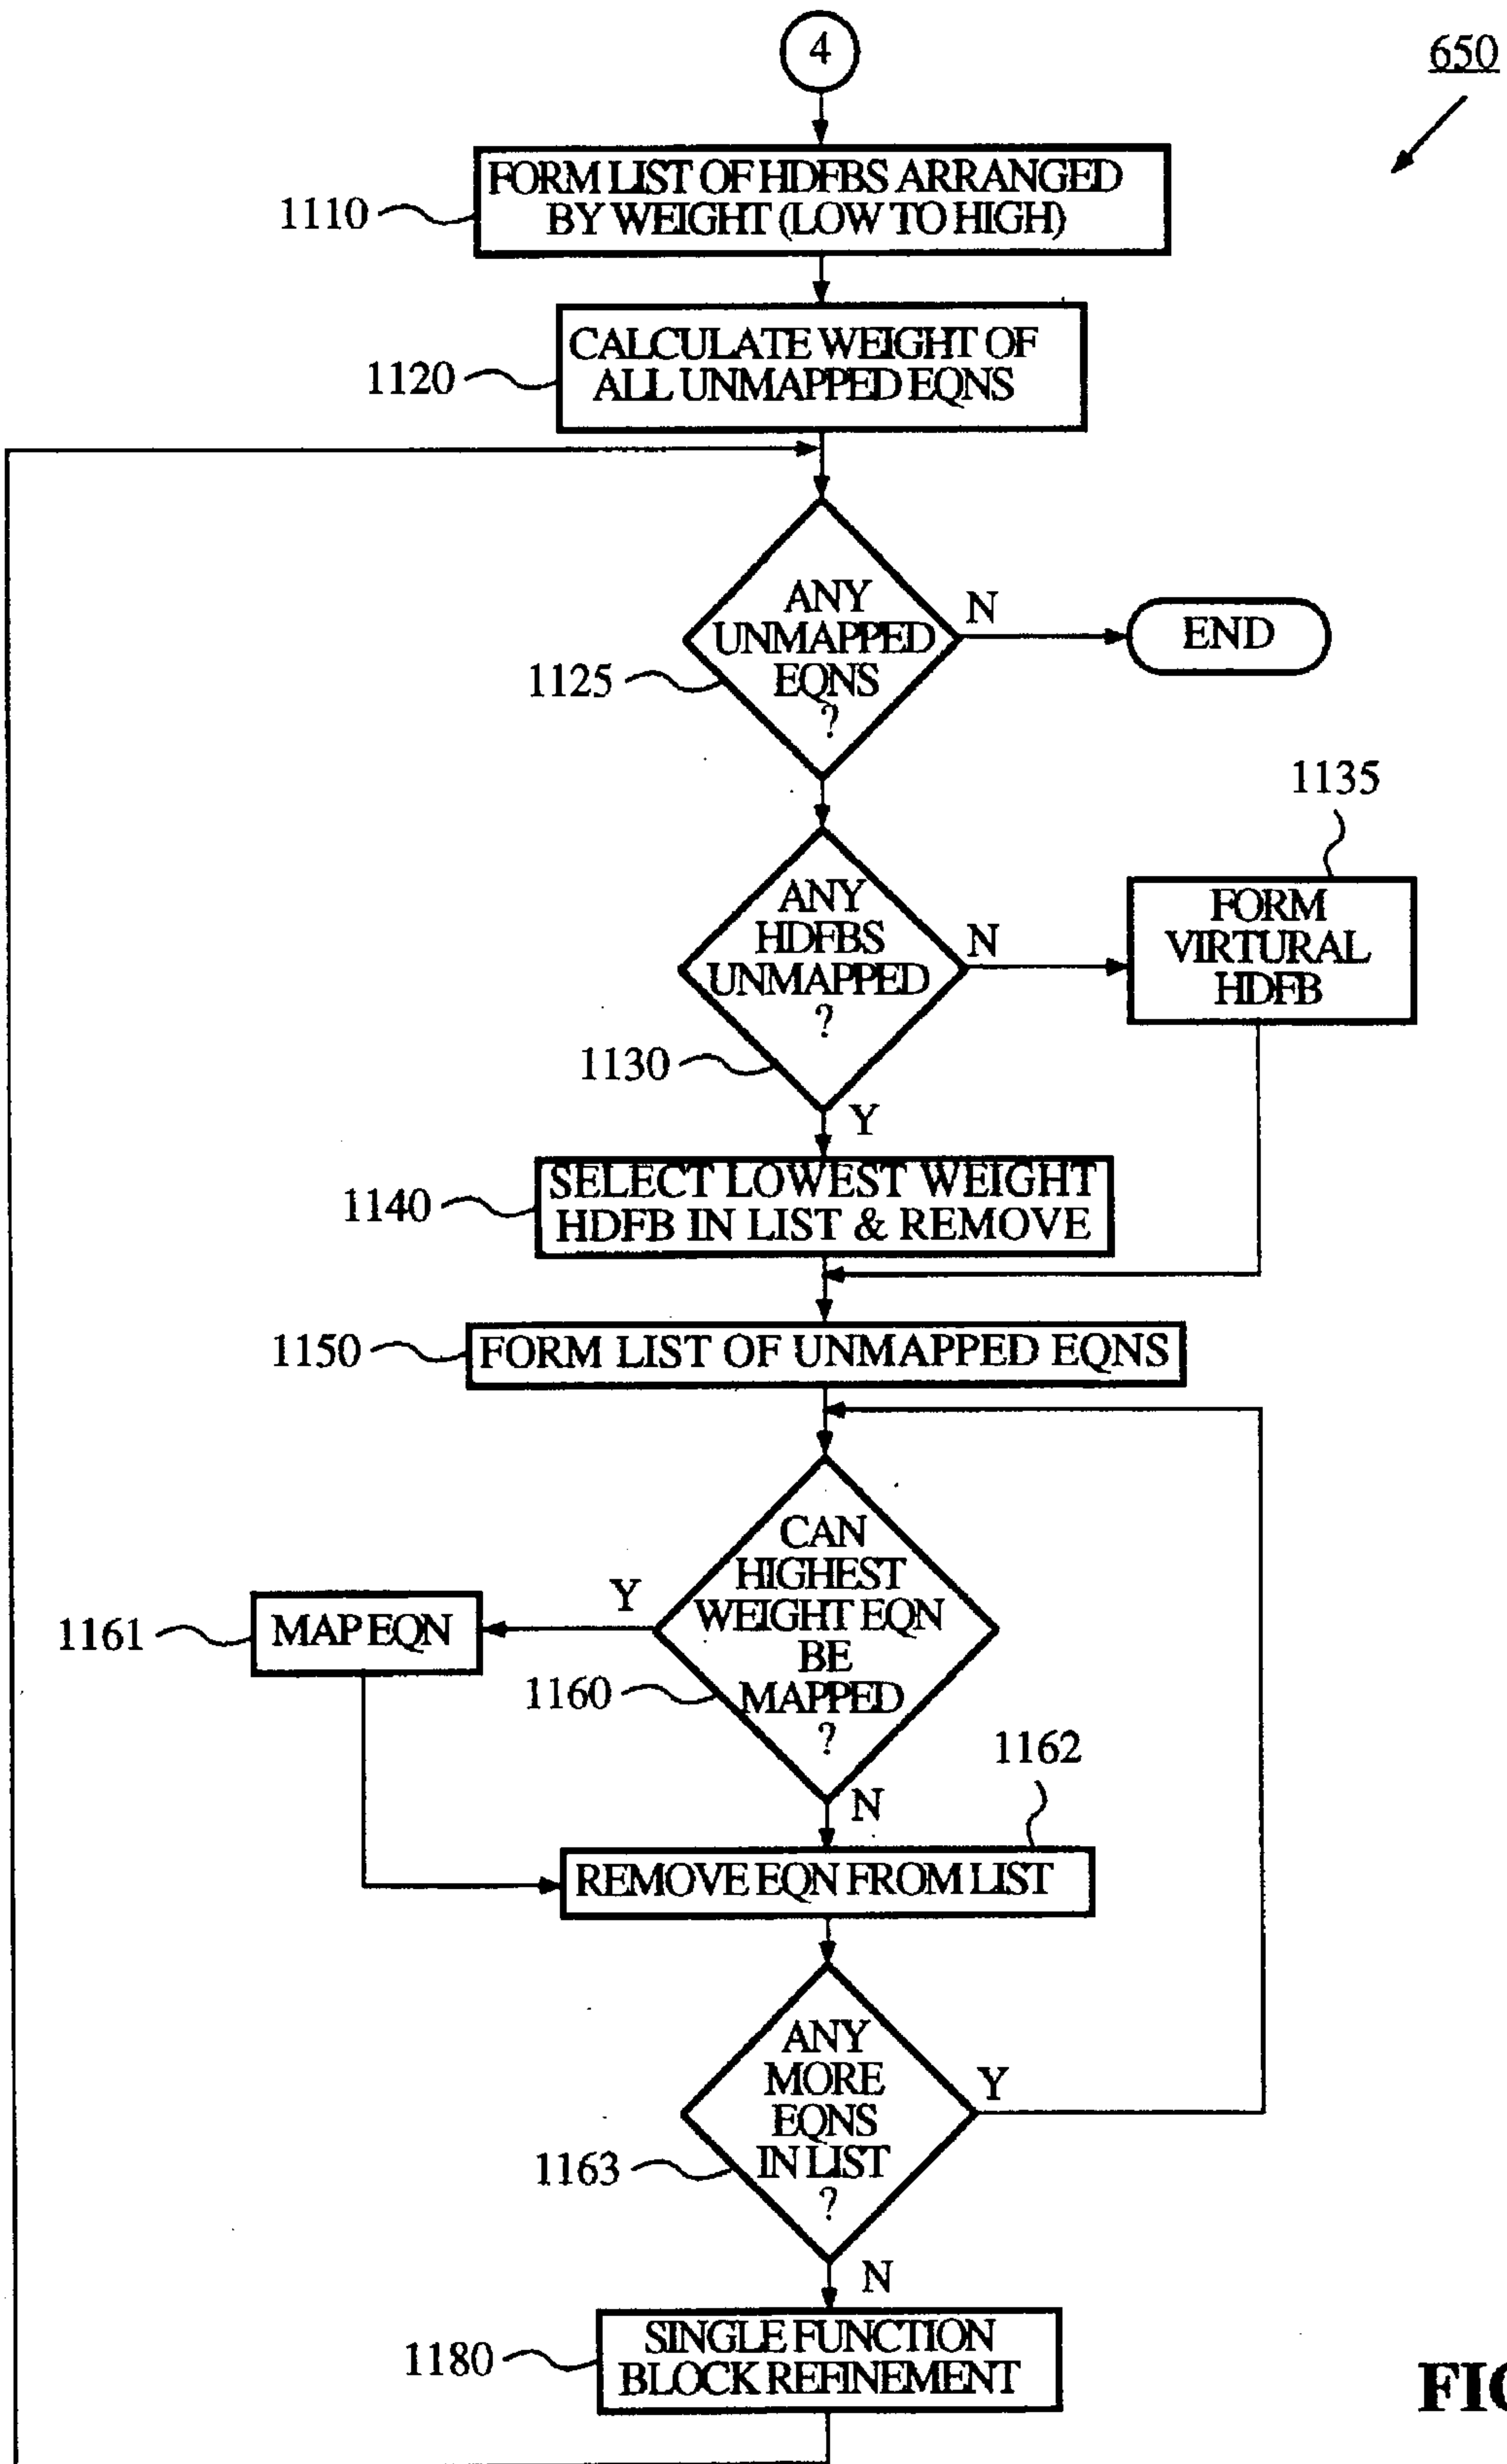 4
650
FORM LIST OF HDFBS ARRANGED
BY WEIGHT (LOW TO HIGH)
1110
CALCULATE WEIGHT OF
ALL UNMAPPED EQNS
1120
ANY
UNMAPPED
EQNS
?
1125
N
END
ANY
HDFBS
UNMAPPED
?
1130
N
1135
FORM
VIRTURAL
HDFB
Y
SELECT LOWEST WEIGHT
HDFB IN LIST & REMOVE
1140
1150
FORM LIST OF UNMAPPED EQNS
CAN
HIGHEST
WEIGHT EQN
BE
MAPPED
?
1160
Y
MAP EQN
1161
N
1162
REMOVE EQN FROM LIST
ANY
MORE
EQNS
IN LIST
?
1163
Y
N
SINGLE FUNCTION
BLOCK REFINEMENT
1180